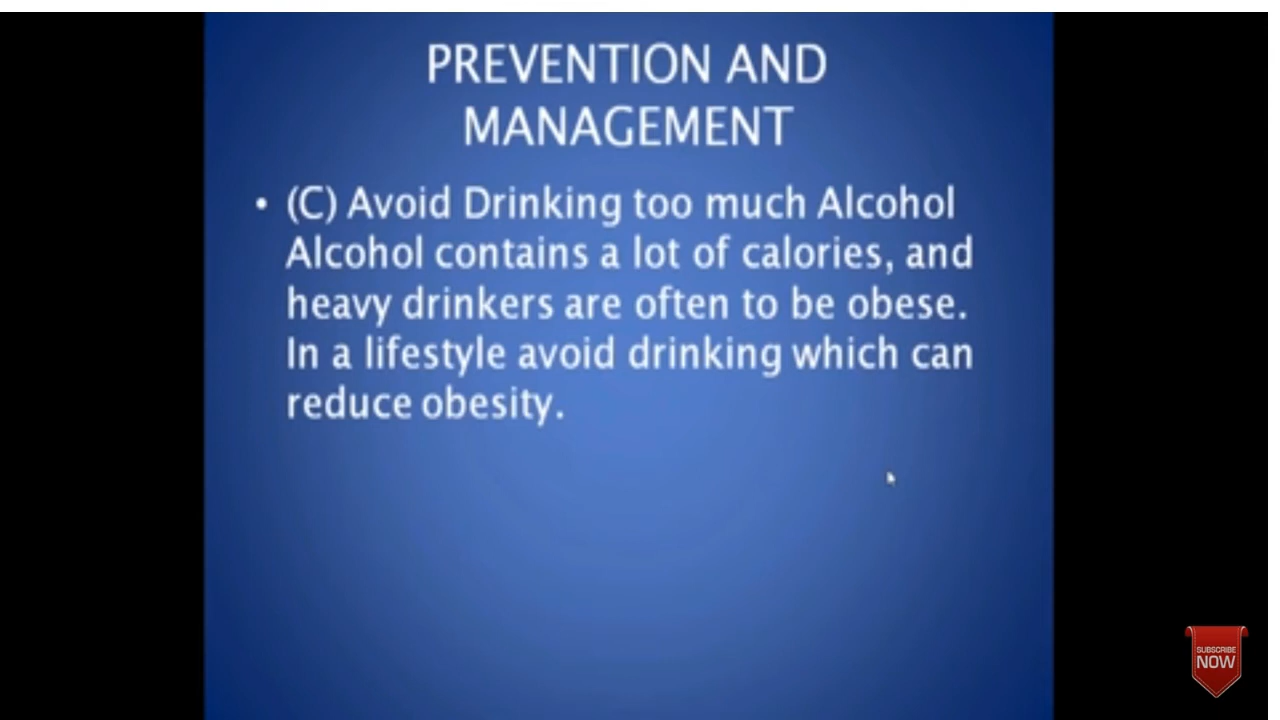 PREVENTION AND
MANAGEMENT
• (C) Avoid Drinking too much Alcohol
Alcohol contains a lot of calories, and
heavy drinkers are often to be obese.
In a lifestyle avoid drinking which can
reduce obesity.
SUBSCRIBE
NOW